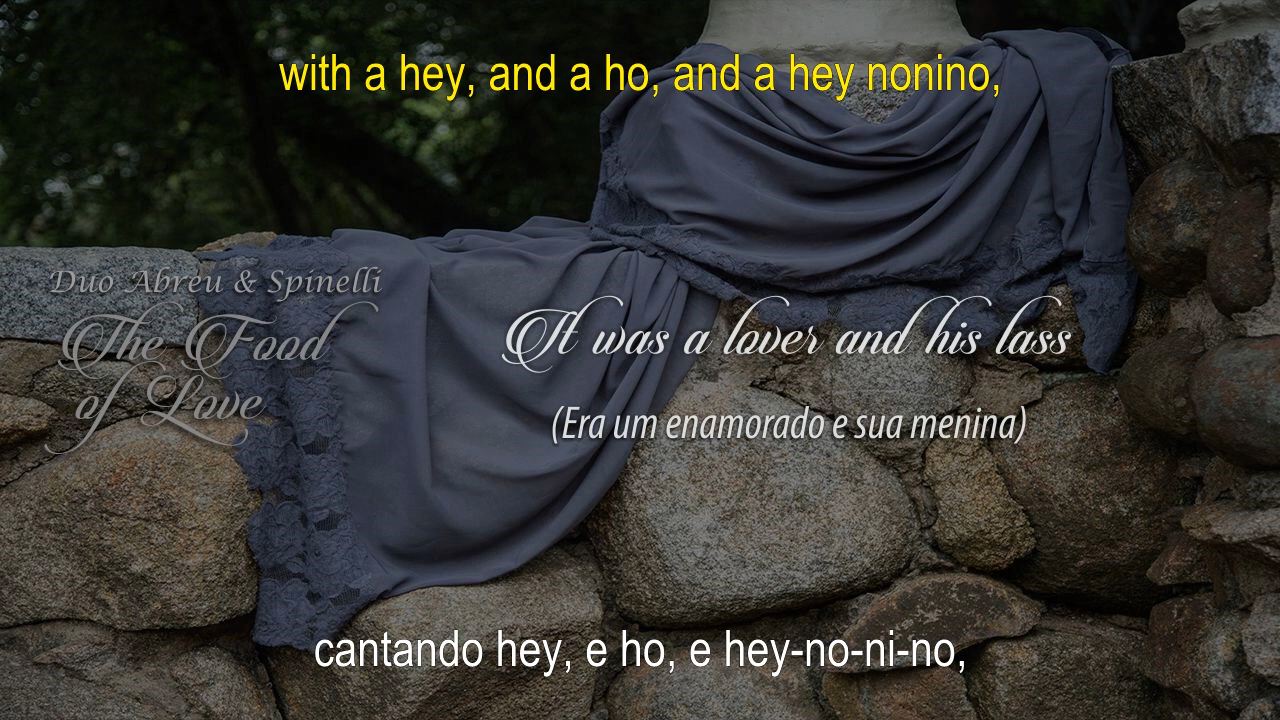 with a hey, and a ho, and a hey nonino,
Duo Abreu & Spinelli
The Food
of Love
It was a lover and his lass
(Era um enamorado e sua menina)
cantando hey, e ho, e hey-no-ni-no,